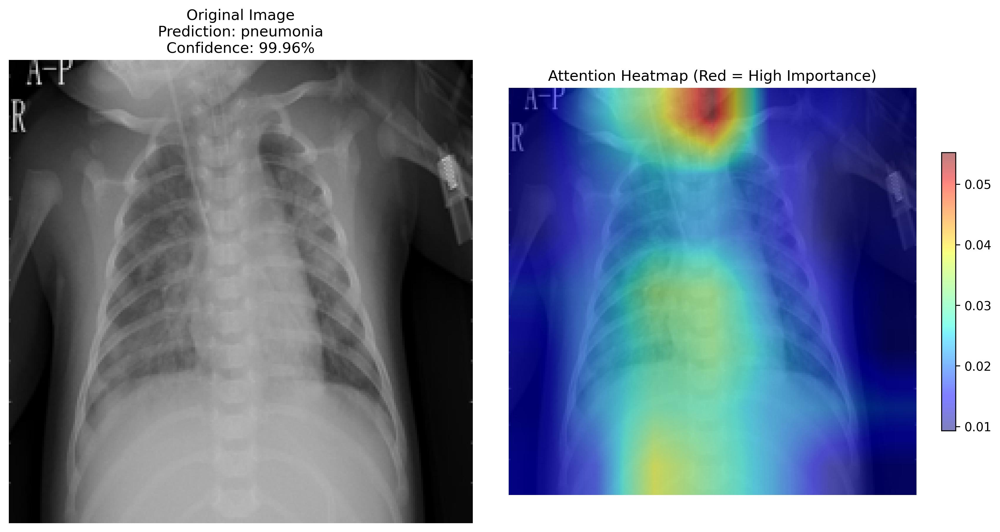 Original Image
Prediction: pneumonia
Confidence: 99.96%
A-P
R
Attention Heatmap (Red = High Importance)
A-P
R
0.05
0.04
0.03
0.02
0.01